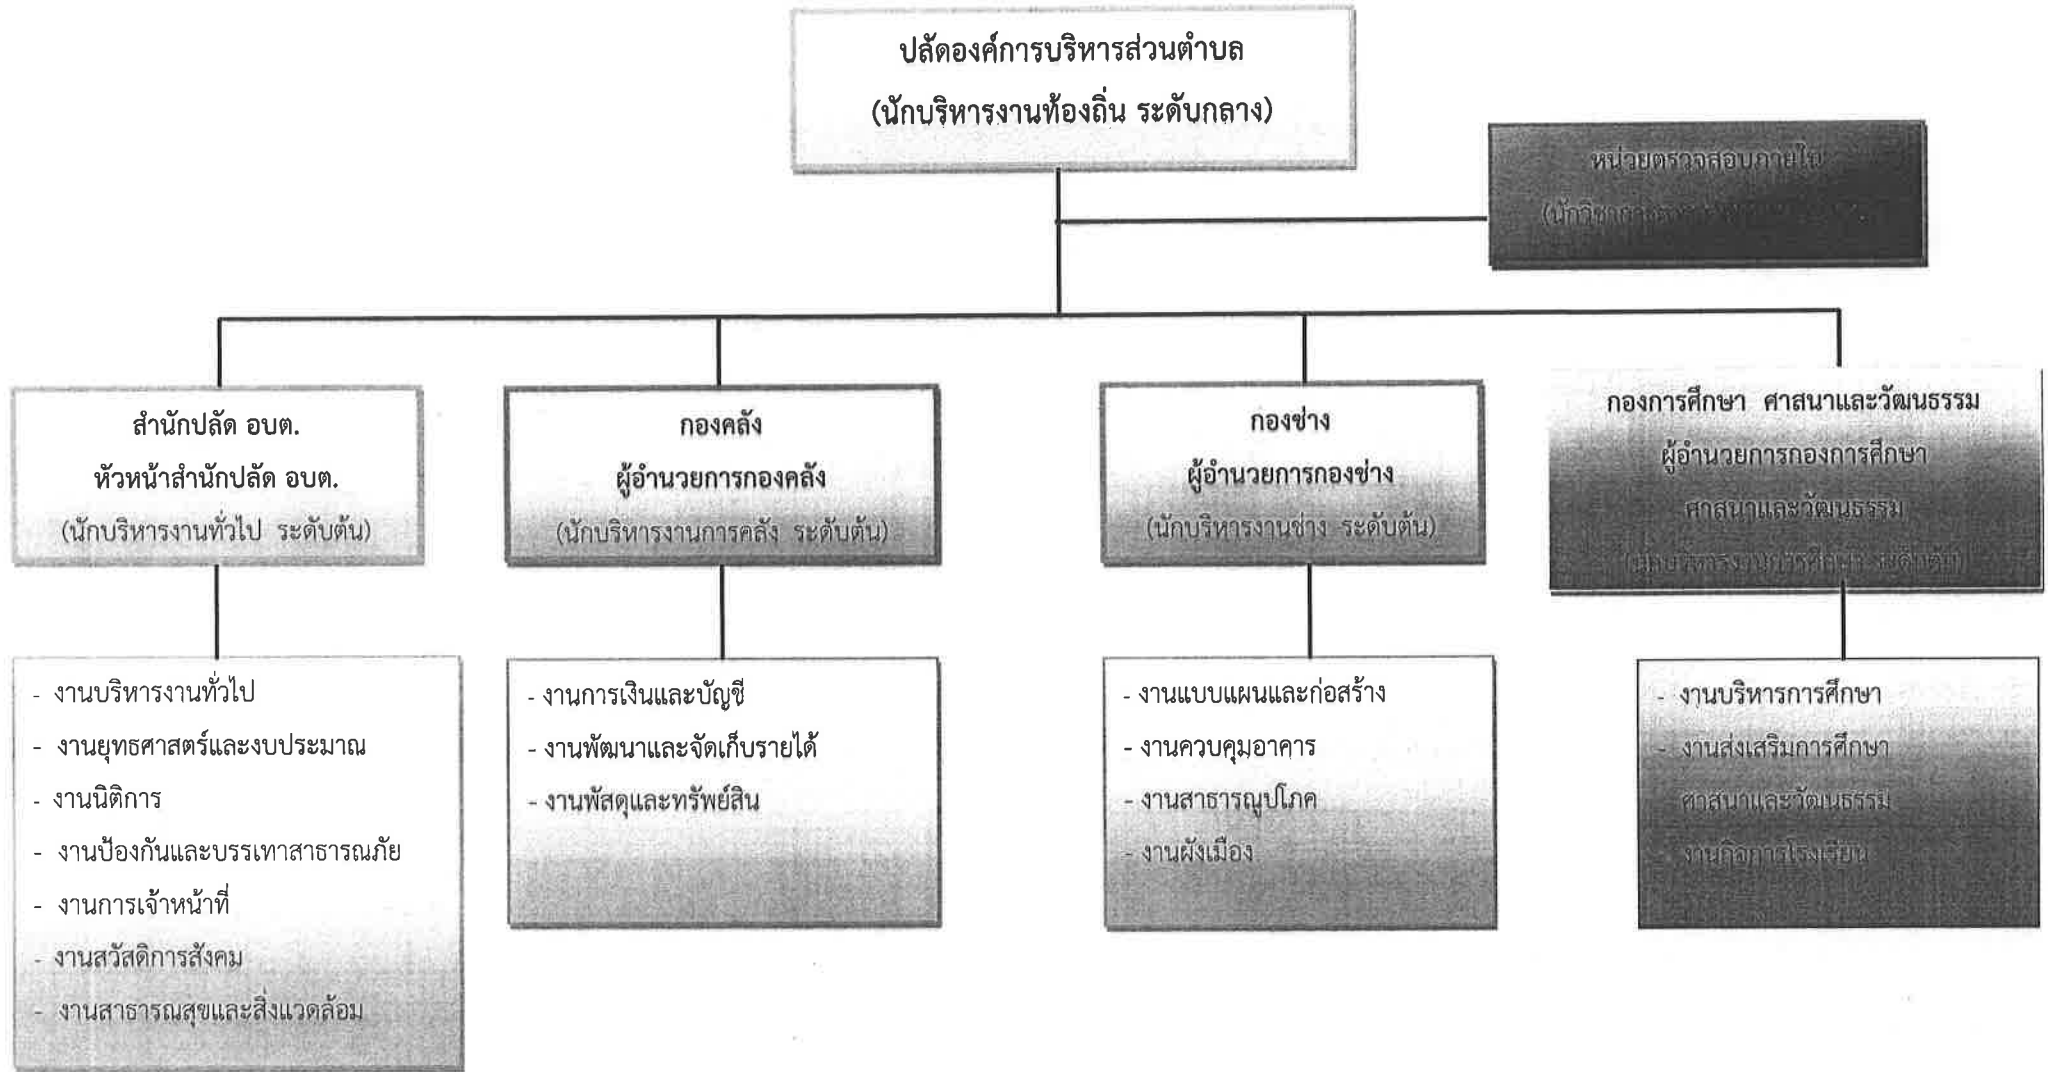 ปลัดองค์การบริหารส่วนตำบล
(นักบริหารงานท้องถิ่น ระดับกลาง)
หน่วยตรวจสอบภายใน
สำนักปลัด อบต.
หัวหน้าสำนักปลัด อบต.
(นักบริหารงานทั่วไป ระดับต้น)
กองคลัง
ผู้อำนวยการกองคลัง
(นักบริหารงานการคลัง ระดับต้น)
กองช่าง
ผู้อำนวยการกองช่าง
(นักบริหารงานช่าง ระดับต้น)
กองการศึกษา ศาสนาและวัฒนธรรม
ผู้อำนวยการกองการศึกษา
ศาสนาและวัฒนธรรม
(นักบริหารงานการศึกษา ระดับต้น)
- งานบริหารงานทั่วไป
- งานยุทธศาสตร์และงบประมาณ
- งานนิติการ
- งานป้องกันและบรรเทาสาธารณภัย
- งานการเจ้าหน้าที่
- งานสวัสดิการสังคม
- งานสาธารณสุขและสิ่งแวดล้อม
- งานการเงินและบัญชี
- งานพัฒนาและจัดเก็บรายได้
- งานพัสดุและทรัพย์สิน
- งานแบบแผนและก่อสร้าง
- งานควบคุมอาคาร
- งานสาธารณูปโภค
- งานผังเมือง
- งานบริหารการศึกษา
- งานส่งเสริมการศึกษา
ศาสนาและวัฒนธรรม
- งานกิจการโรงเรียน